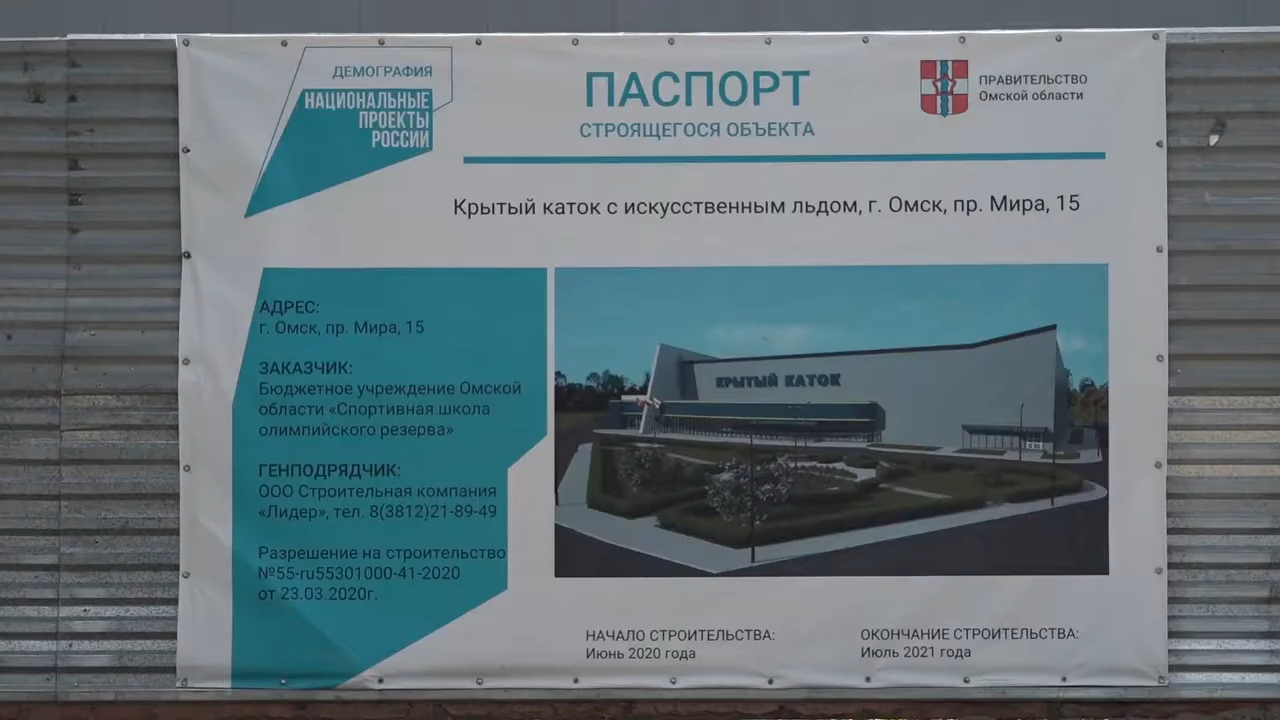 ДЕМОГРАФИЯ
НАЦИОНАЛЬНЫЕ
ПРОЕКТЫ
РОССИИ
ПАСПОРТ
СТРОЯЩЕГОСЯ ОБЪЕКТА
ПРАВИТЕЛЬСТВО
Омской области
Крытый каток с искусственным льдом, г. Омск, пр. Мира, 15
АДРЕС:
г. Омск, пр. Мира, 15
ЗАКАЗЧИК:
Бюджетное учреждение Омской
области «Спортивная школа
олимпийского резерва»
ГЕНПОДРЯДЧИК:
ООО Строительная компания
«Лидер», тел. 8(3812)21-89-49
Разрешение на строительство
№55-ru55301000-41-2020
от 23.03.2020г.
КРЫТЫЙ КАТОК
НАЧАЛО СТРОИТЕЛЬСТВА:
Июнь 2020 года
ОКОНЧАНИЕ СТРОИТЕЛЬСТВА:
Июль 2021 года